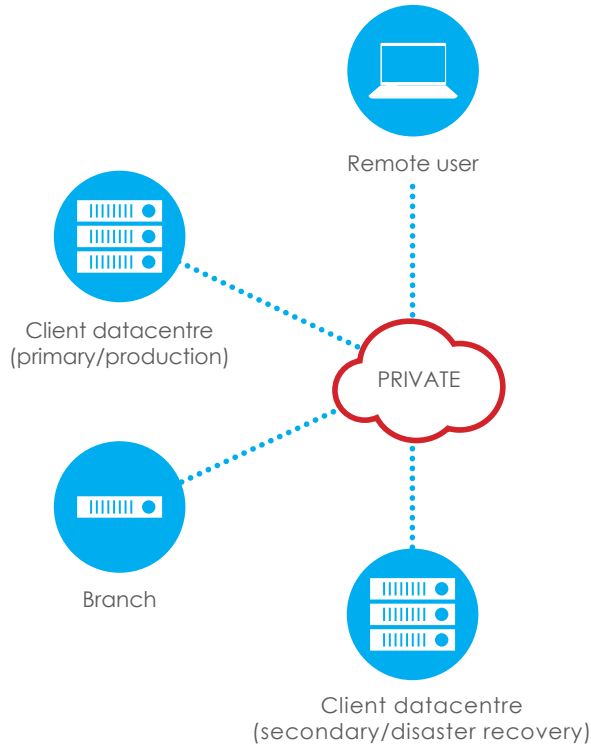 Remote user
Client datacentre
(primary/production)
PRIVATE
Branch
Client datacentre
(secondary/disaster recovery)